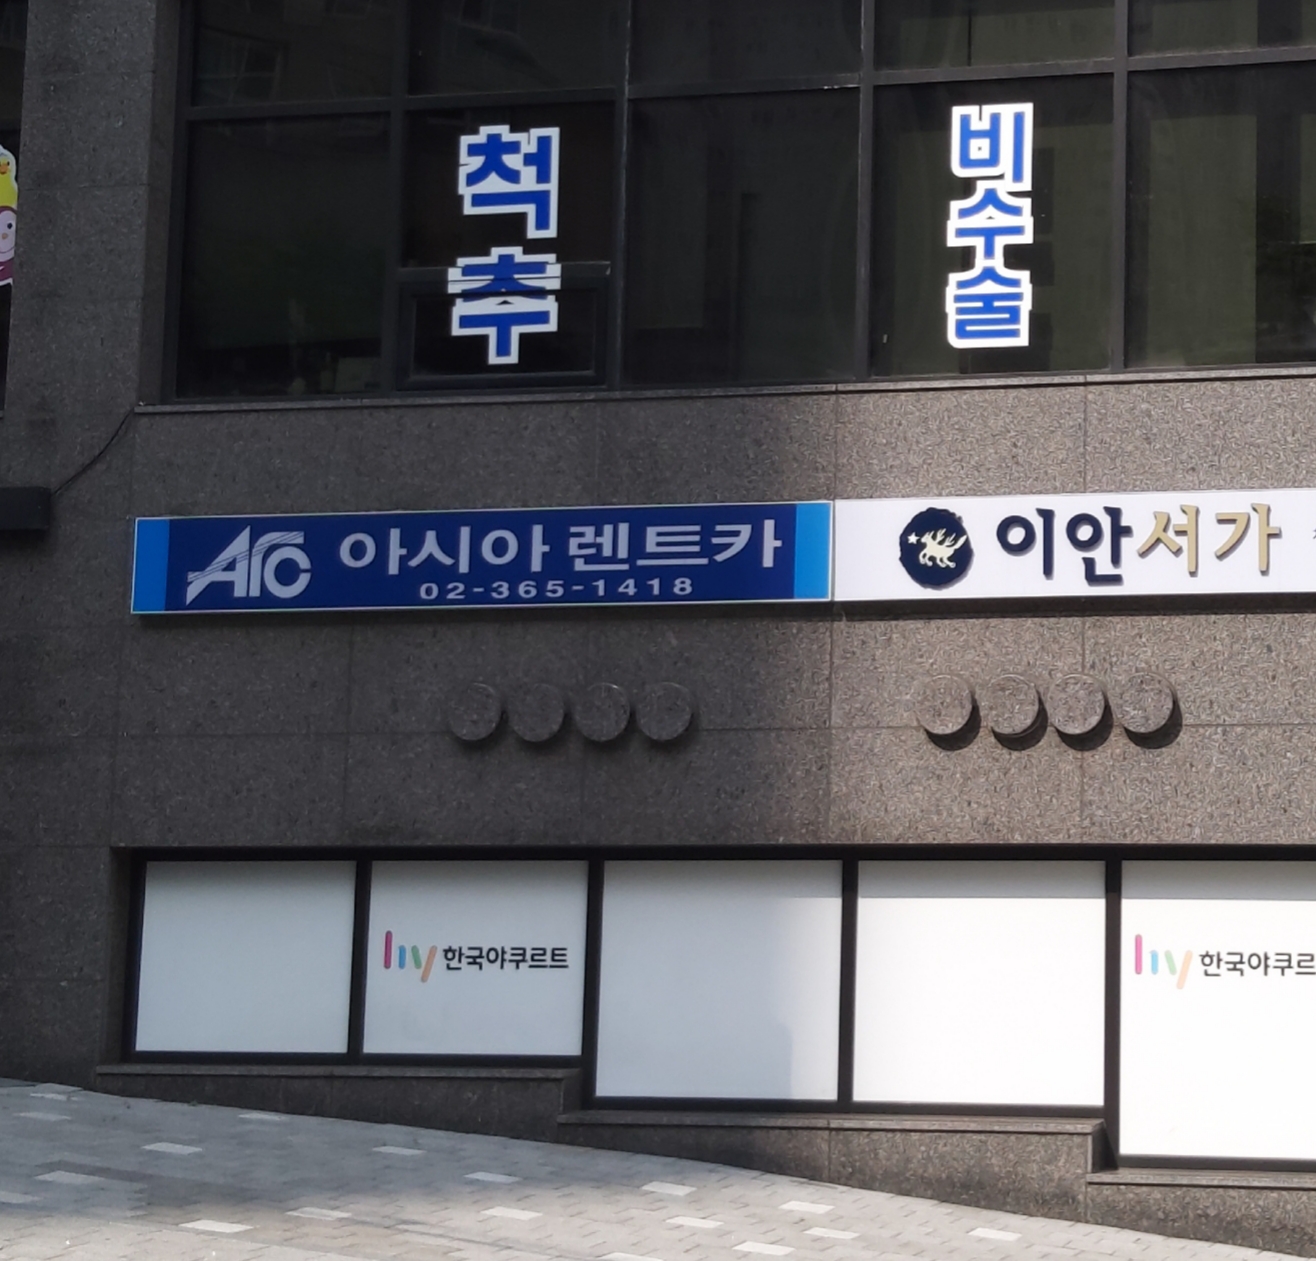 척추
비수술
ARC 아시아렌트카
02-365-1418
이안서가
hy 한국야쿠르트
hy 한국야쿠르